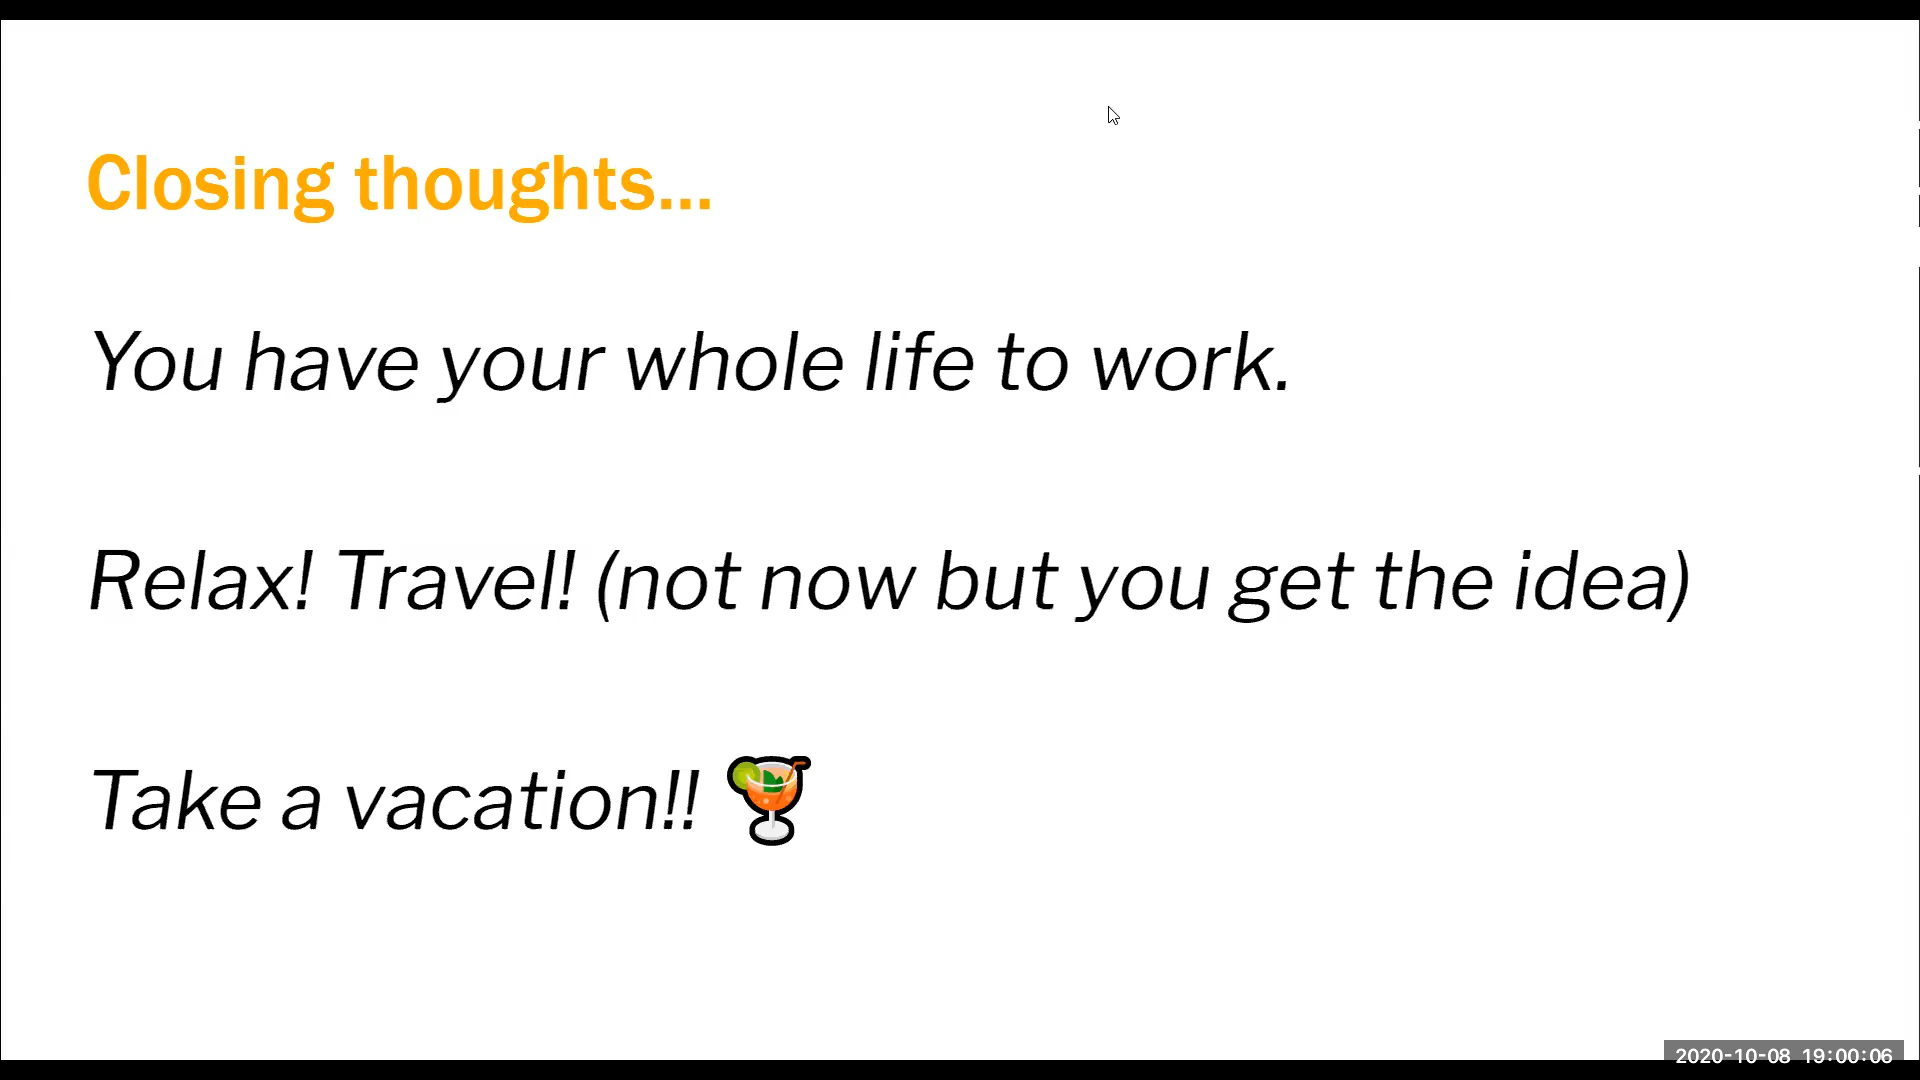 Closing thoughts...
You have your whole life to work.
Relax! Travel! (not now but you get the idea)
Take a vacation!! 🍹
2020-10-08 19:00:06